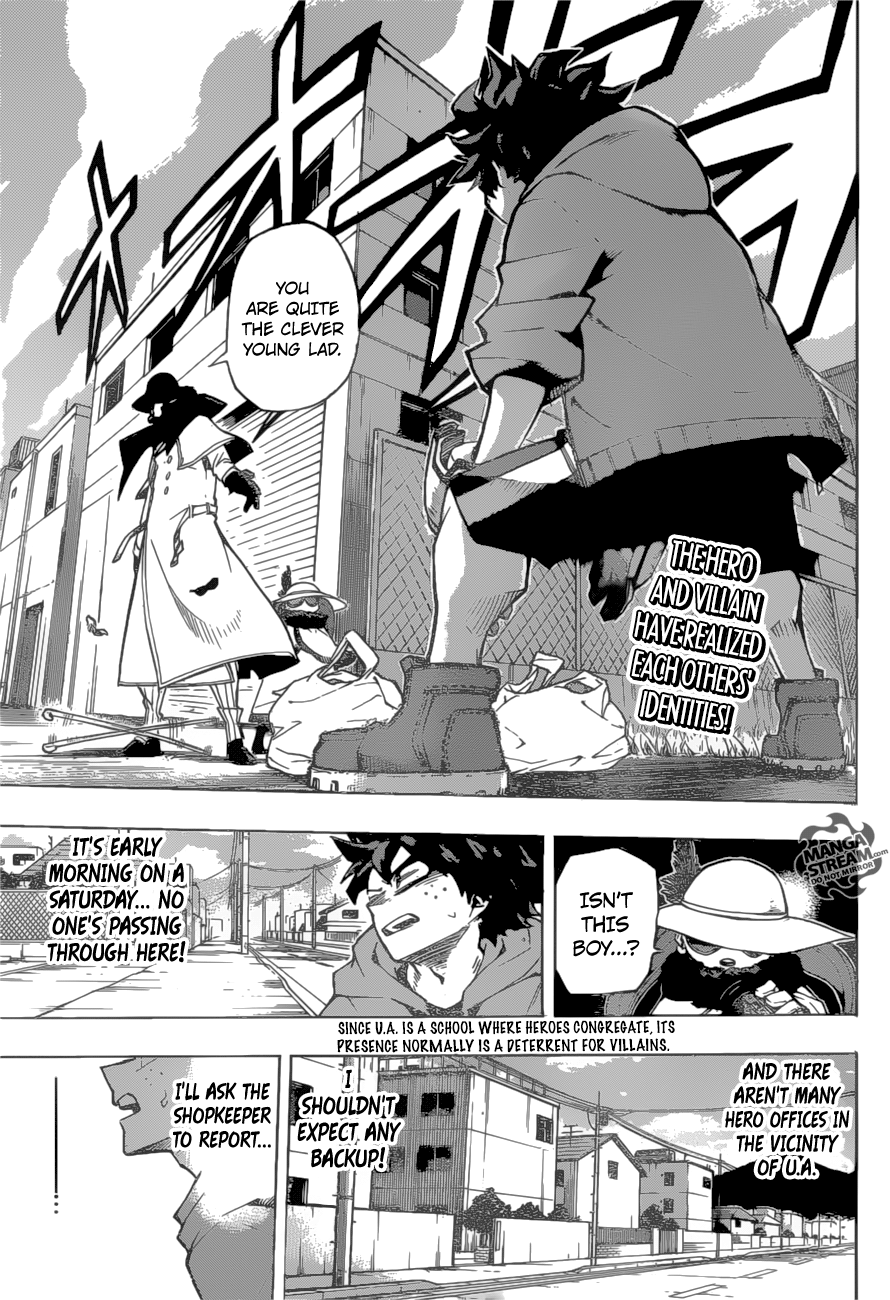 YOU
ARE QUITE
THE CLEVER
YOUNG LAD.
THE HERO
AND VILLAIN
HAVE REALIZED
EACH OTHERS'
IDENTITIES!
MANGA
STREAM.com
DO NOT MIRROR
ISN'T
THIS
BOY...?
IT'S EARLY
MORNING ON A
SATURDAY... NO
ONE'S PASSING
THROUGH HERE!
SINCE U.A. IS A SCHOOL WHERE HEROES CONGREGATE, ITS
PRESENCE NORMALLY IS A DETERRENT FOR VILLAINS.
AND THERE
AREN'T MANY
HERO OFFICES IN
THE VICINITY
OF U.A.
I
SHOULDN'T
EXPECT ANY
BACKUP!
I'LL ASK THE
SHOPKEEPER
TO REPORT...